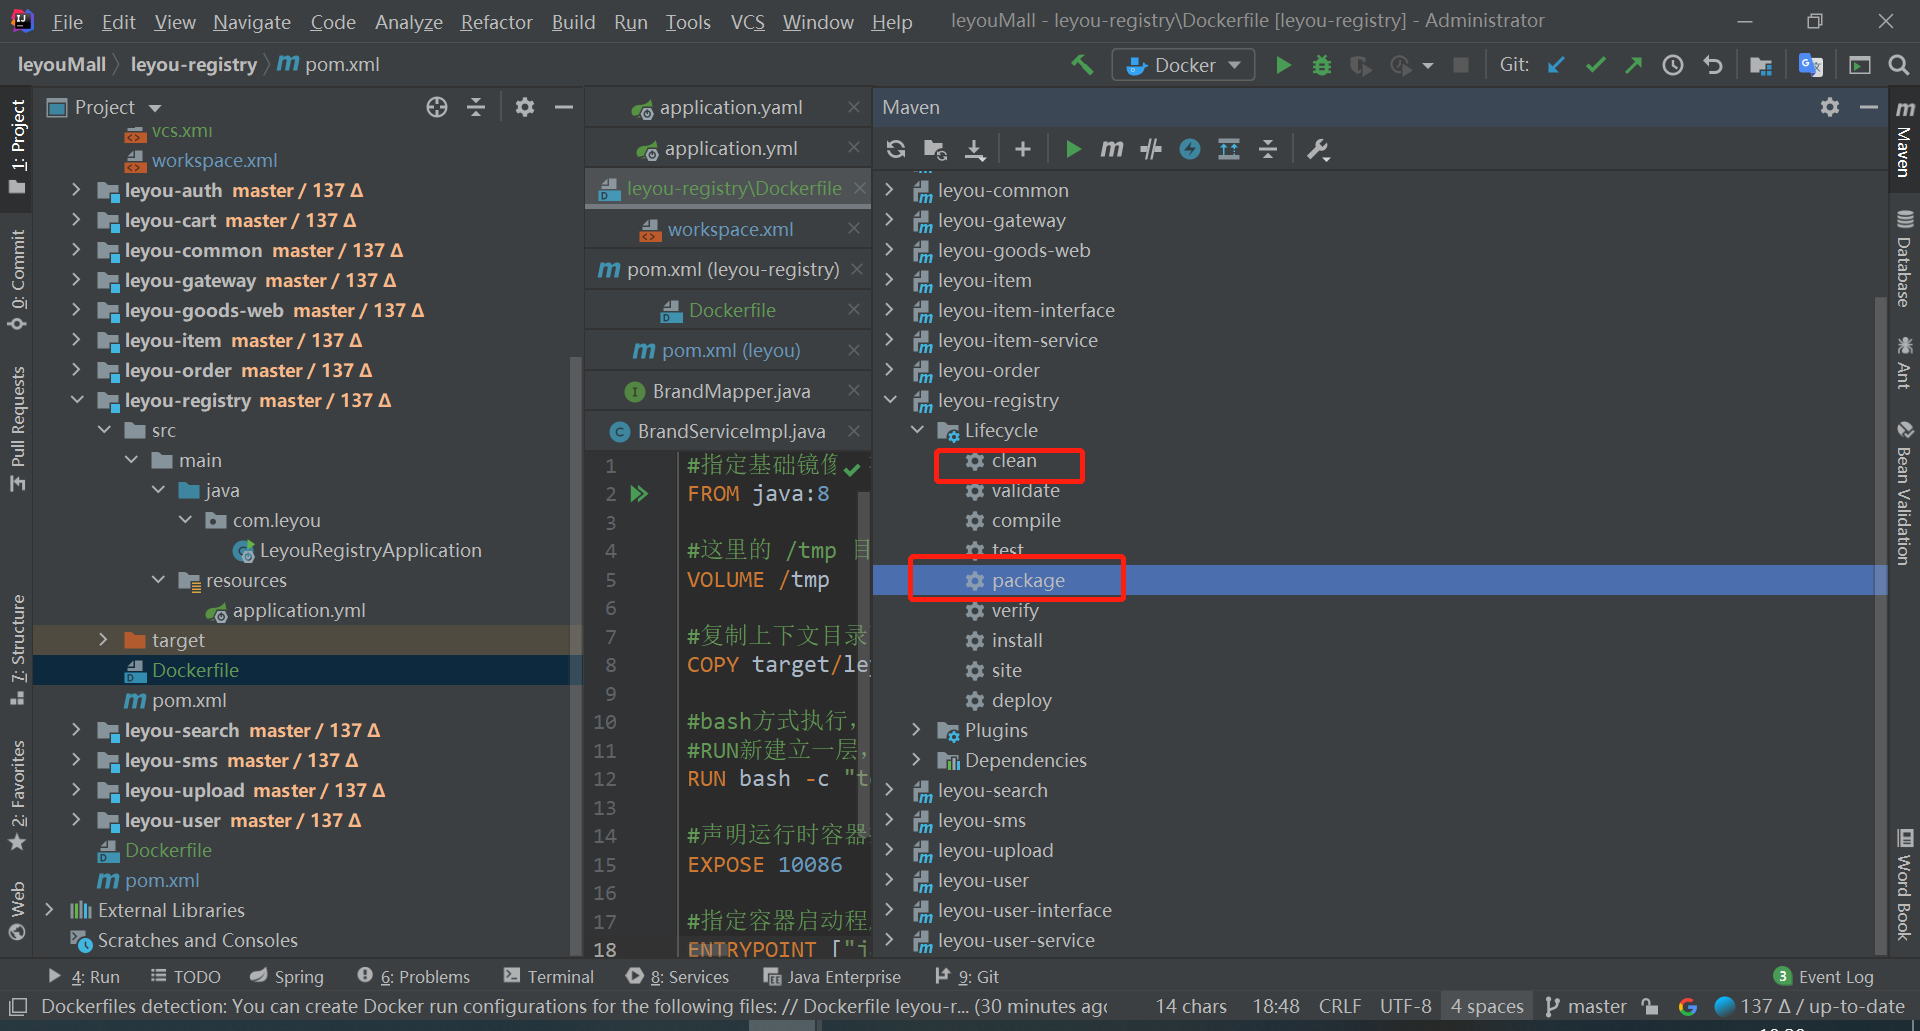 File Edit View Navigate Code Analyze Refactor Build Run Tools VCS Window Help leyouMall - leyou-registry\Dockerfile [leyou-registry] - Administrator
leyouMall leyou-registry pom.xml Docker Git:
1: Project
0: Commit
Pull Requests
7: Structure
2: Favorites
Web
Project
vcs.xml
workspace.xml
leyou-auth master / 137 Δ
leyou-cart master / 137 Δ
leyou-common master / 137 Δ
leyou-gateway master / 137 Δ
leyou-goods-web master / 137 Δ
leyou-item master / 137 Δ
leyou-order master / 137 Δ
leyou-registry master / 137 Δ
src
main
java
com.leyou
LeyouRegistryApplication
resources
application.yml
target
Dockerfile
pom.xml
leyou-search master / 137 Δ
leyou-sms master / 137 Δ
leyou-upload master / 137 Δ
leyou-user master / 137 Δ
Dockerfile
pom.xml
External Libraries
Scratches and Consoles
application.yaml
application.yml
leyou-registry\Dockerfile
workspace.xml
pom.xml (leyou-registry)
Dockerfile
pom.xml (leyou)
BrandMapper.java
BrandServiceImpl.java
1 #指定基础镜像
2 FROM java:8
3
4 #这里的 /tmp 目
5 VOLUME /tmp
6
7 #复制上下文目录
8 COPY target/le
9
10 #bash方式执行，
11 #RUN新建立一层，
12 RUN bash -c "t
13
14 #声明运行时容器
15 EXPOSE 10086
16
17 #指定容器启动程
18 ENTRYPOINT ["j
Maven
leyou-common
leyou-gateway
leyou-goods-web
leyou-item
leyou-item-interface
leyou-item-service
leyou-order
leyou-registry
Lifecycle
clean
validate
compile
test
package
verify
install
site
deploy
Plugins
Dependencies
leyou-search
leyou-sms
leyou-upload
leyou-user
leyou-user-interface
leyou-user-service
Maven
Database
Ant
Bean Validation
Word Book
4: Run TODO Spring 6: Problems Terminal 8: Services Java Enterprise 9: Git 3 Event Log
Dockerfiles detection: You can create Docker run configurations for the following files: // Dockerfile leyou-r... (30 minutes ago 14 chars 18:48 CRLF UTF-8 4 spaces master 137 Δ / up-to-date